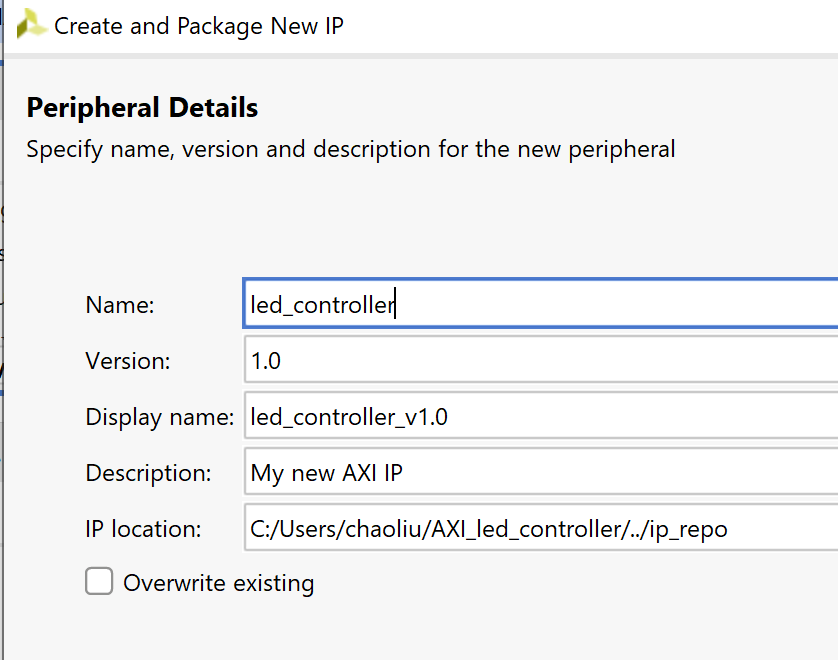 Create and Package New IP
Peripheral Details
Specify name, version and description for the new peripheral
Name: led_controller
Version: 1.0
Display name: led_controller_v1.0
Description: My new AXI IP
IP location: C:/Users/chaoliu/AXI_led_controller/../ip_repo
Overwrite existing